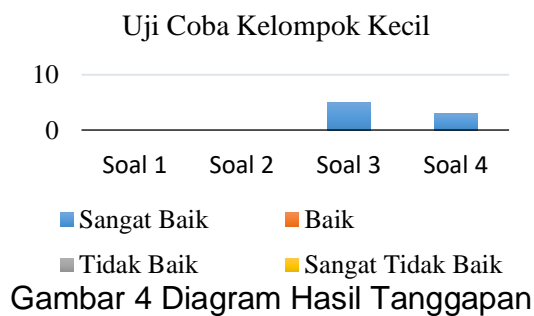 Uji Coba Kelompok Kecil
10
0
Soal 1 Soal 2 Soal 3 Soal 4
Sangat Baik Baik
Tidak Baik Sangat Tidak Baik
Gambar 4 Diagram Hasil Tanggapan